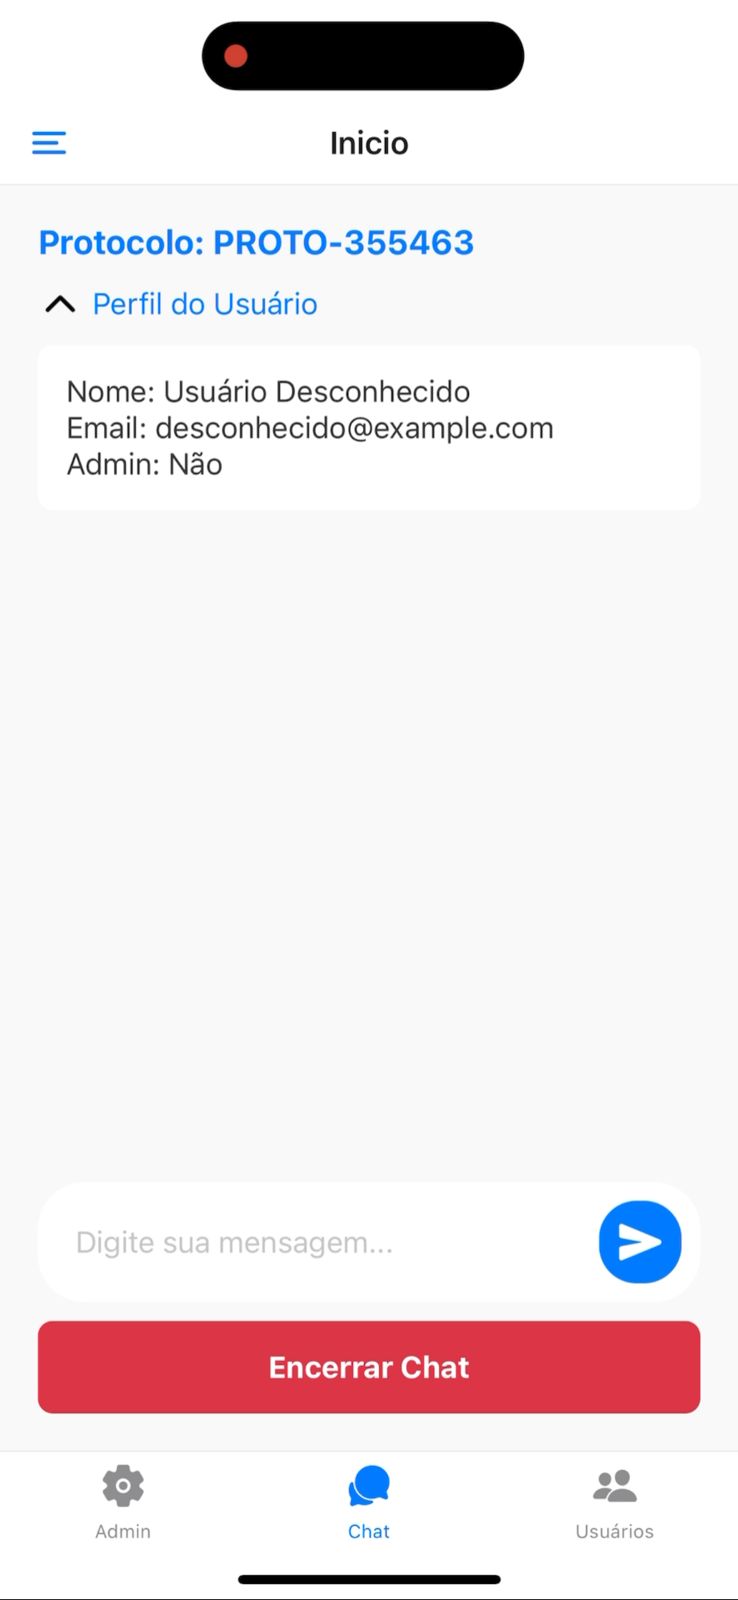 Inicio
Protocolo: PROTO-355463
Perfil do Usuário
Nome: Usuário Desconhecido
Email: desconhecido@example.com
Admin: Não
Digite sua mensagem...
Encerrar Chat
Admin
Chat
Usuários